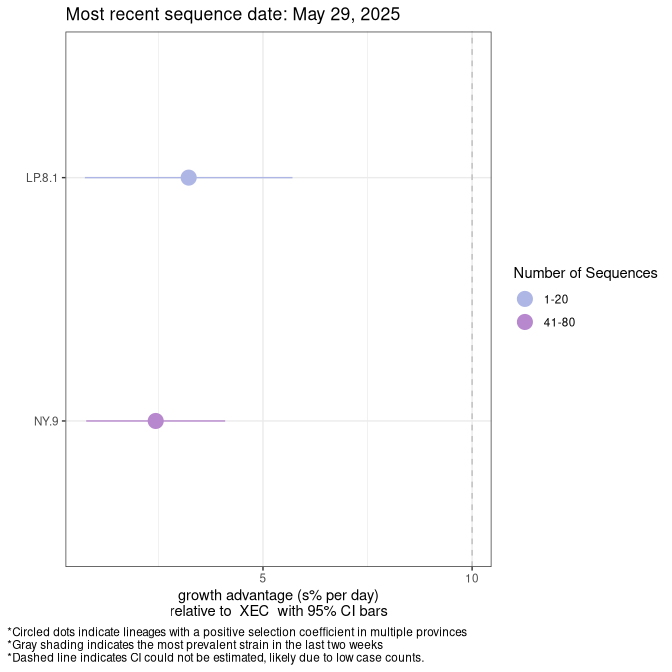 Most recent sequence date: May 29, 2025
LP.8.1
NY.9
5
10
growth advantage (s% per day)
relative to  XEC  with 95% CI bars
Number of Sequences
1-20
41-80
*Circled dots indicate lineages with a positive selection coefficient in multiple provinces
*Gray shading indicates the most prevalent strain in the last two weeks
*Dashed line indicates CI could not be estimated, likely due to low case counts.